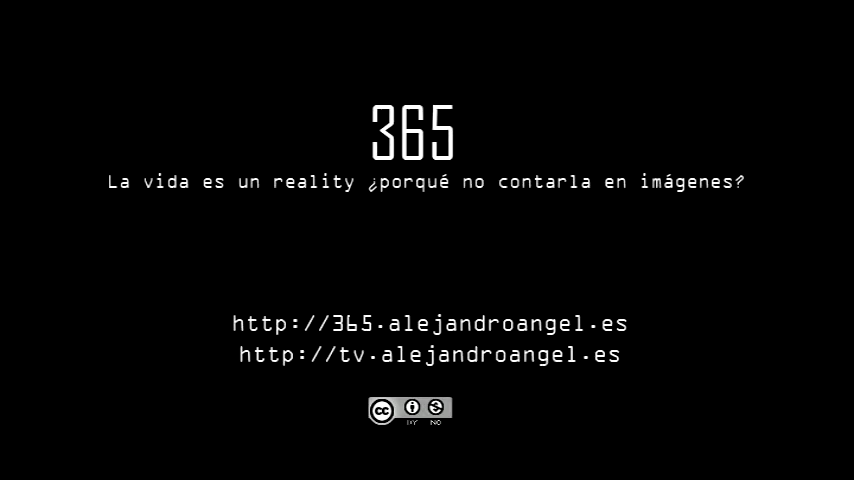 365
La vida es un reality ¿porqué no contarla en imágenes?
http://365.alejandroangel.es
http://tv.alejandroangel.es
cc